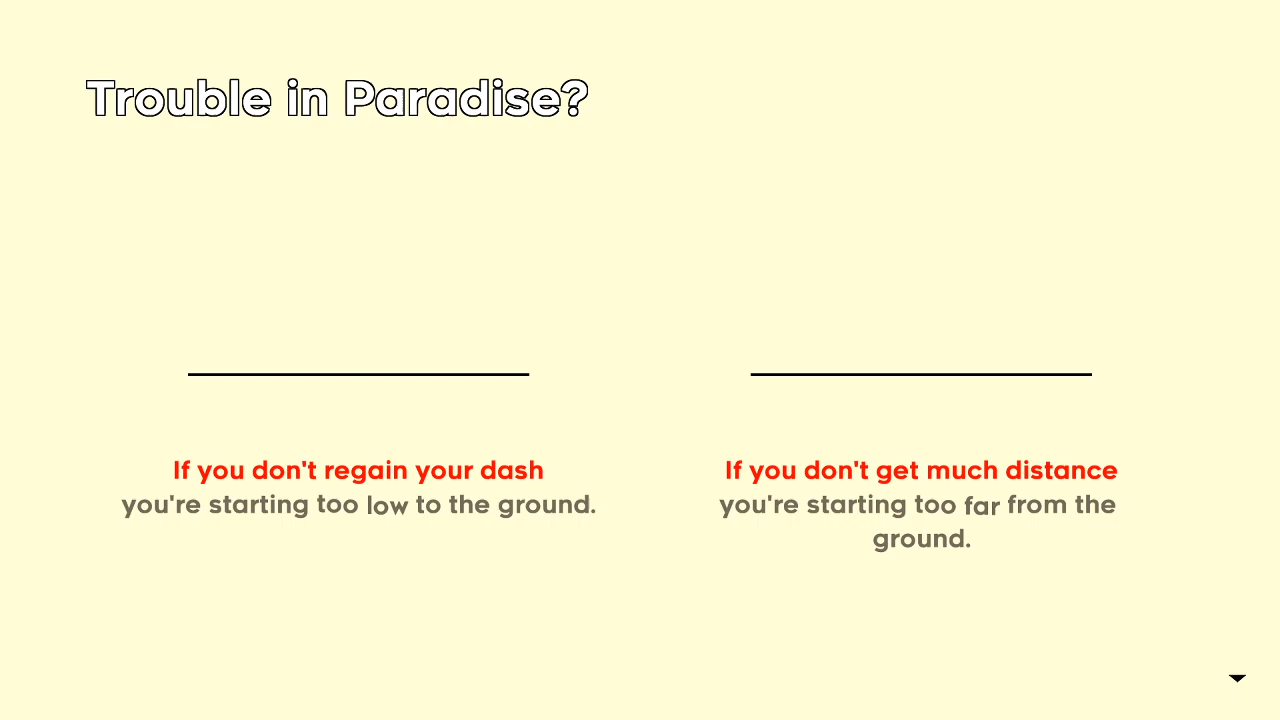 Trouble in Paradise?
If you don't regain your dash
you're starting too low to the ground.
If you don't get much distance
you're starting too far from the
ground.